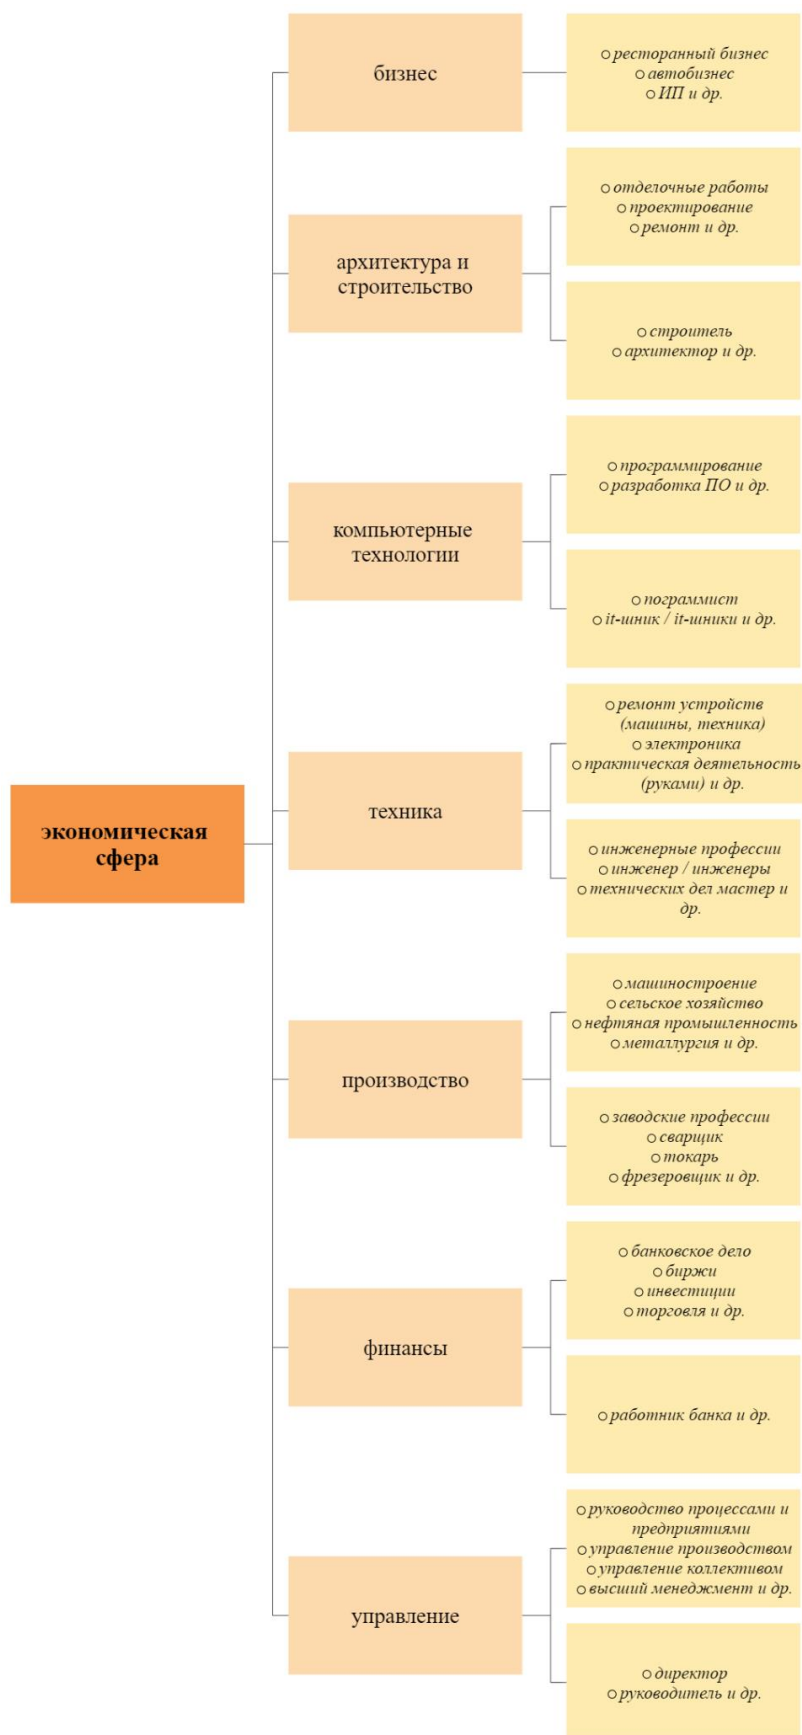 бизнес
○ ресторанный бизнес
○ автобизнес
○ ИП и др.
архитектура и
строительство
○ отделочные работы
○ проектирование
○ ремонт и др.
○ строитель
○ архитектор и др.
компьютерные
технологии
○ программирование
○ разработка ПО и др.
○ пограммист
○ it-шник / it-шники и др.
экономическая
сфера
техника
○ ремонт устройств
(машины, техника)
○ электроника
○ практическая деятельность
(руками) и др.
○ инженерные профессии
○ инженер / инженеры
○ технических дел мастер и
др.
производство
○ машиностроение
○ сельское хозяйство
○ нефтяная промышленность
○ металлургия и др.
○ заводские профессии
○ сварщик
○ токарь
○ фрезеровщик и др.
финансы
○ банковское дело
○ биржи
○ инвестиции
○ торговля и др.
○ работник банка и др.
управление
○ руководство процессами и
предприятиями
○ управление производством
○ управление коллективом
○ высший менеджмент и др.
○ директор
○ руководитель и др.